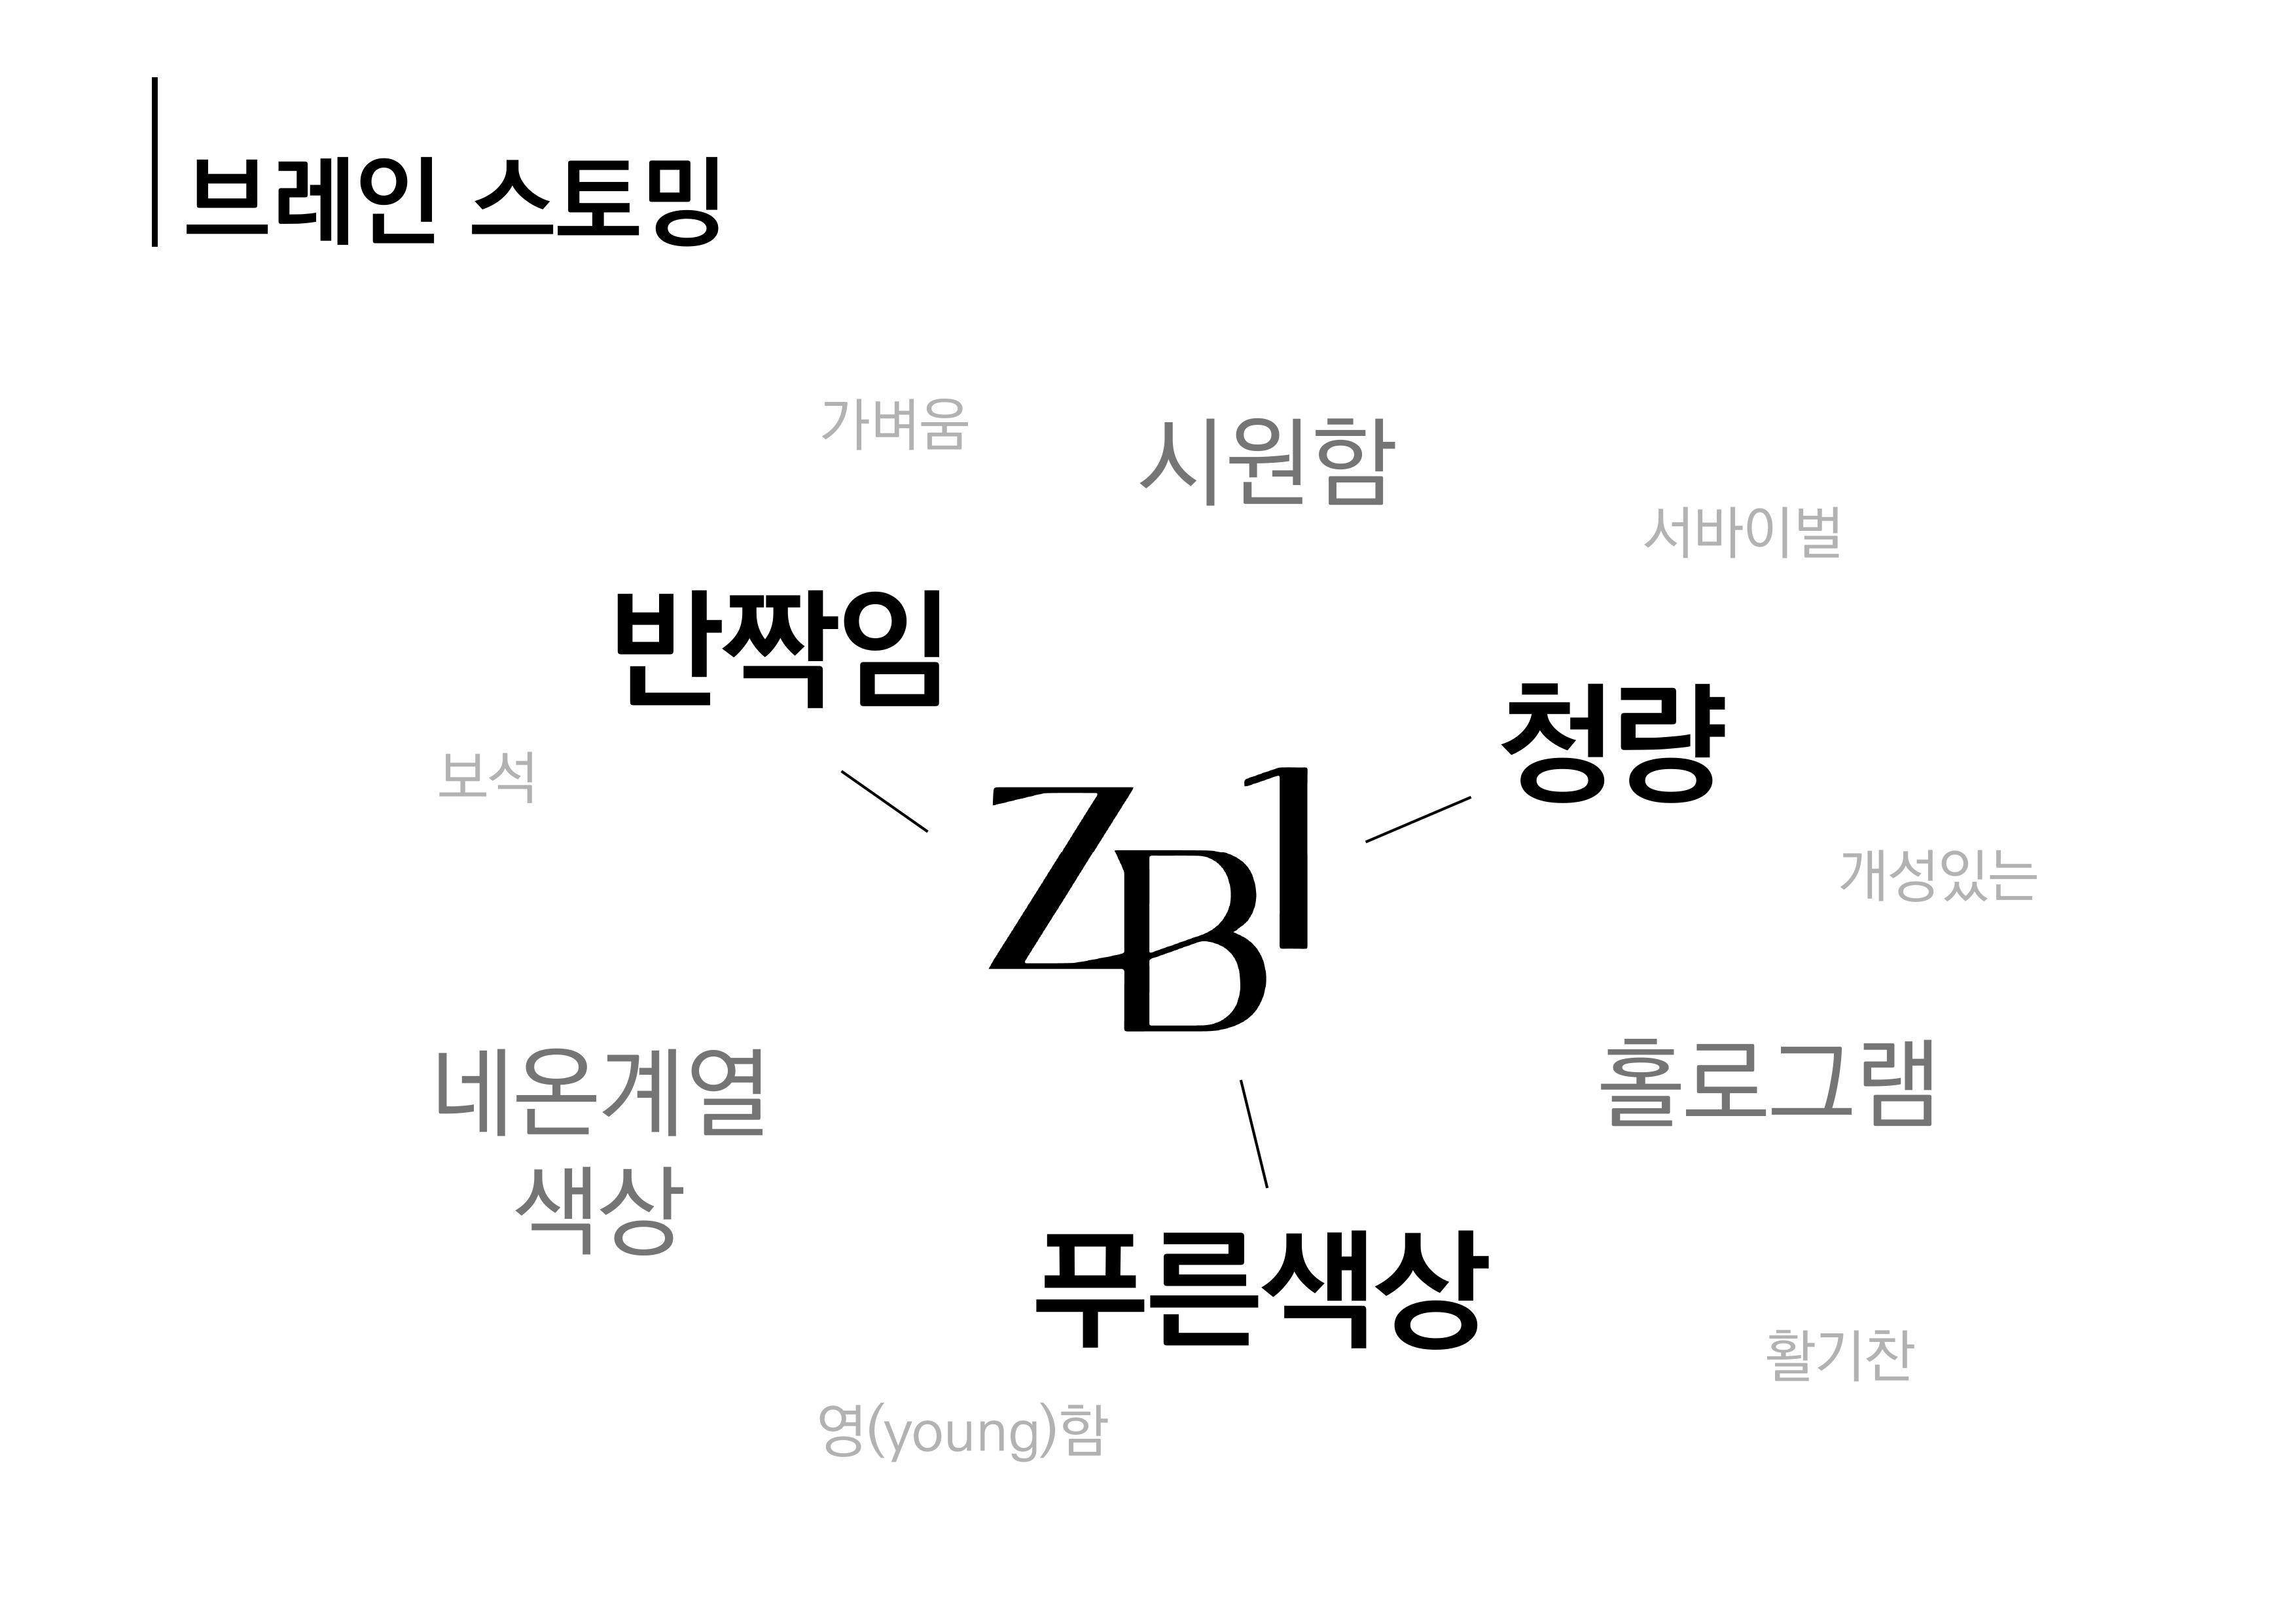 브레인 스토밍
가벼움
시원함
서바이벌
반짝임
청량
보석
ZB1
개성있는
네온계열
색상
홀로그램
푸른색상
활기찬
영(young)함